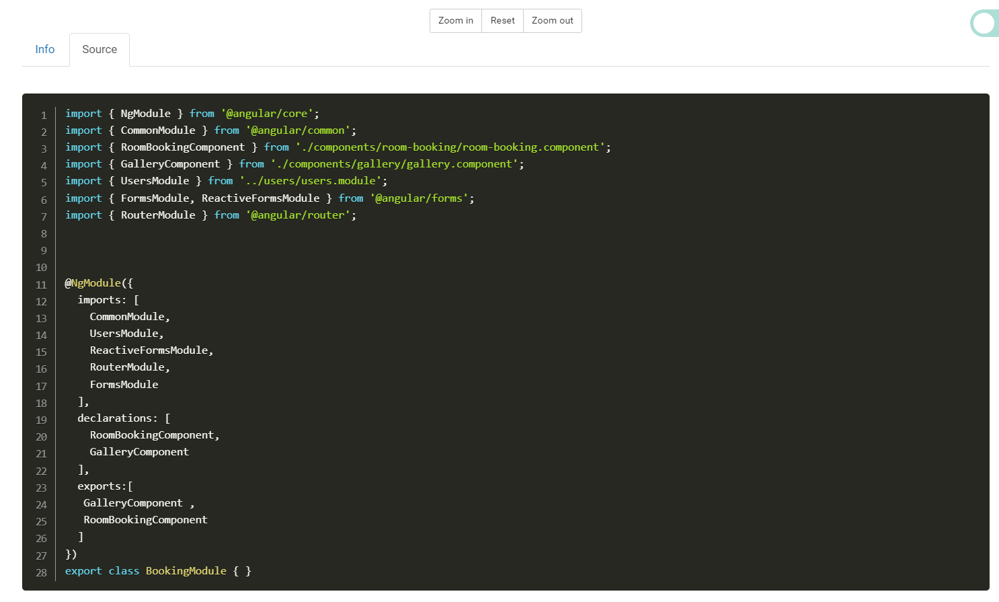 Zoom in Reset Zoom out
Info Source
1 import { NgModule } from '@angular/core';
2 import { CommonModule } from '@angular/common';
3 import { RoomBookingComponent } from './components/room-booking/room-booking.component';
4 import { GalleryComponent } from './components/gallery/gallery.component';
5 import { UsersModule } from '../users/users.module';
6 import { FormsModule, ReactiveFormsModule } from '@angular/forms';
7 import { RouterModule } from '@angular/router';
8
9
10
11 @NgModule({
12   imports: [
13     CommonModule,
14     UsersModule,
15     ReactiveFormsModule,
16     RouterModule,
17     FormsModule
18   ],
19   declarations: [
20     RoomBookingComponent,
21     GalleryComponent
22   ],
23   exports:[
24    GalleryComponent ,
25    RoomBookingComponent
26   ]
27 })
28 export class BookingModule { }